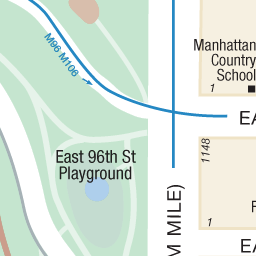 M96 M106
Manhattan
Country
School
1
EA
1148
East 96th St
Playground
M MILE)
1
F
EA